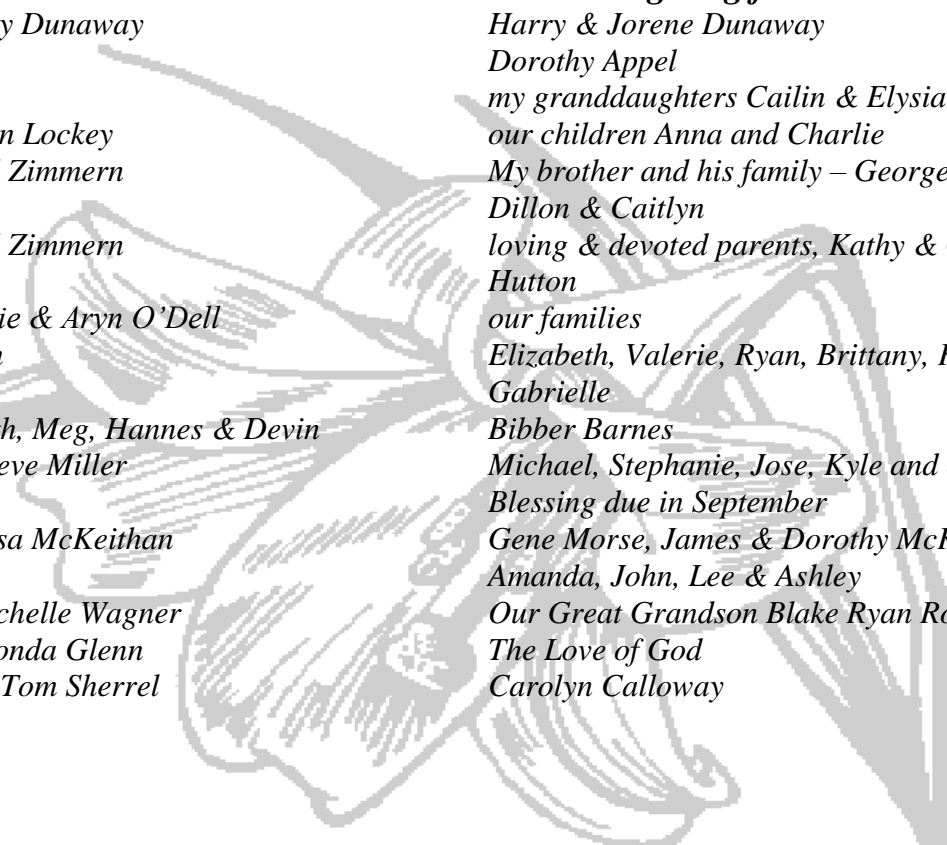 y Dunaway Harry & Jorene Dunaway
Dorothy Appel
my granddaughters Cailin & Elysia
n Lockey our children Anna and Charlie
Zimmern My brother and his family – George
Dillon & Caitlyn
Zimmern loving & devoted parents, Kathy &
Hutton
ie & Aryn O’Dell our families
Elizabeth, Valerie, Ryan, Brittany,
Gabrielle
h, Meg, Hannes & Devin Bibber Barnes
eve Miller Michael, Stephanie, Jose, Kyle and
Blessing due in September
sa McKeithan Gene Morse, James & Dorothy McK
Amanda, John, Lee & Ashley
chelle Wagner Our Great Grandson Blake Ryan Ro
onda Glenn The Love of God
Tom Sherrel Carolyn Calloway